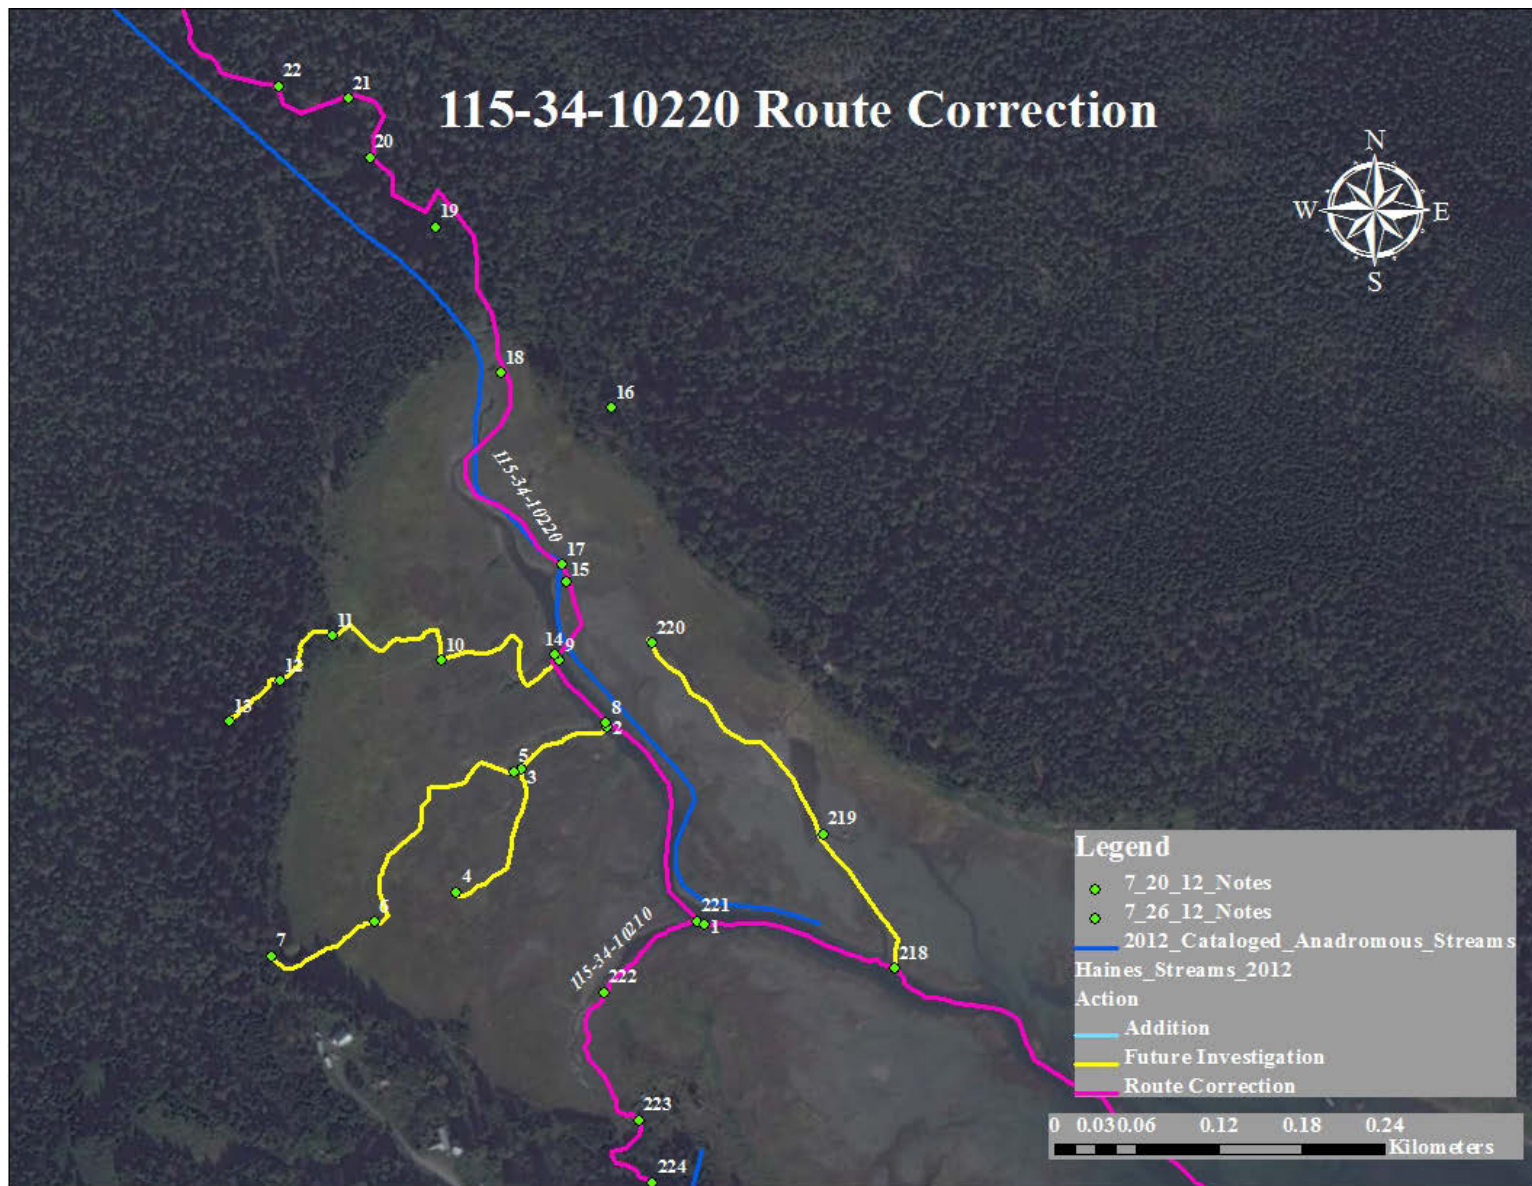 22
21
115-34-10220 Route Correction
20
N
W
E
S
19
18
16
115-34-10220
17
15
11
220
14
9
10
12
13
8
2
5
3
219
4
Legend
7_20_12_Notes
7_26_12_Notes
2012_Cataloged_Anadromous_Streams
Haines_Streams_2012
Action
Addition
Future Investigation
Route Correction
6
221
1
7
218
115-34-10210
222
223
0 0.03 0.06 0.12 0.18 0.24
Kilometers
224